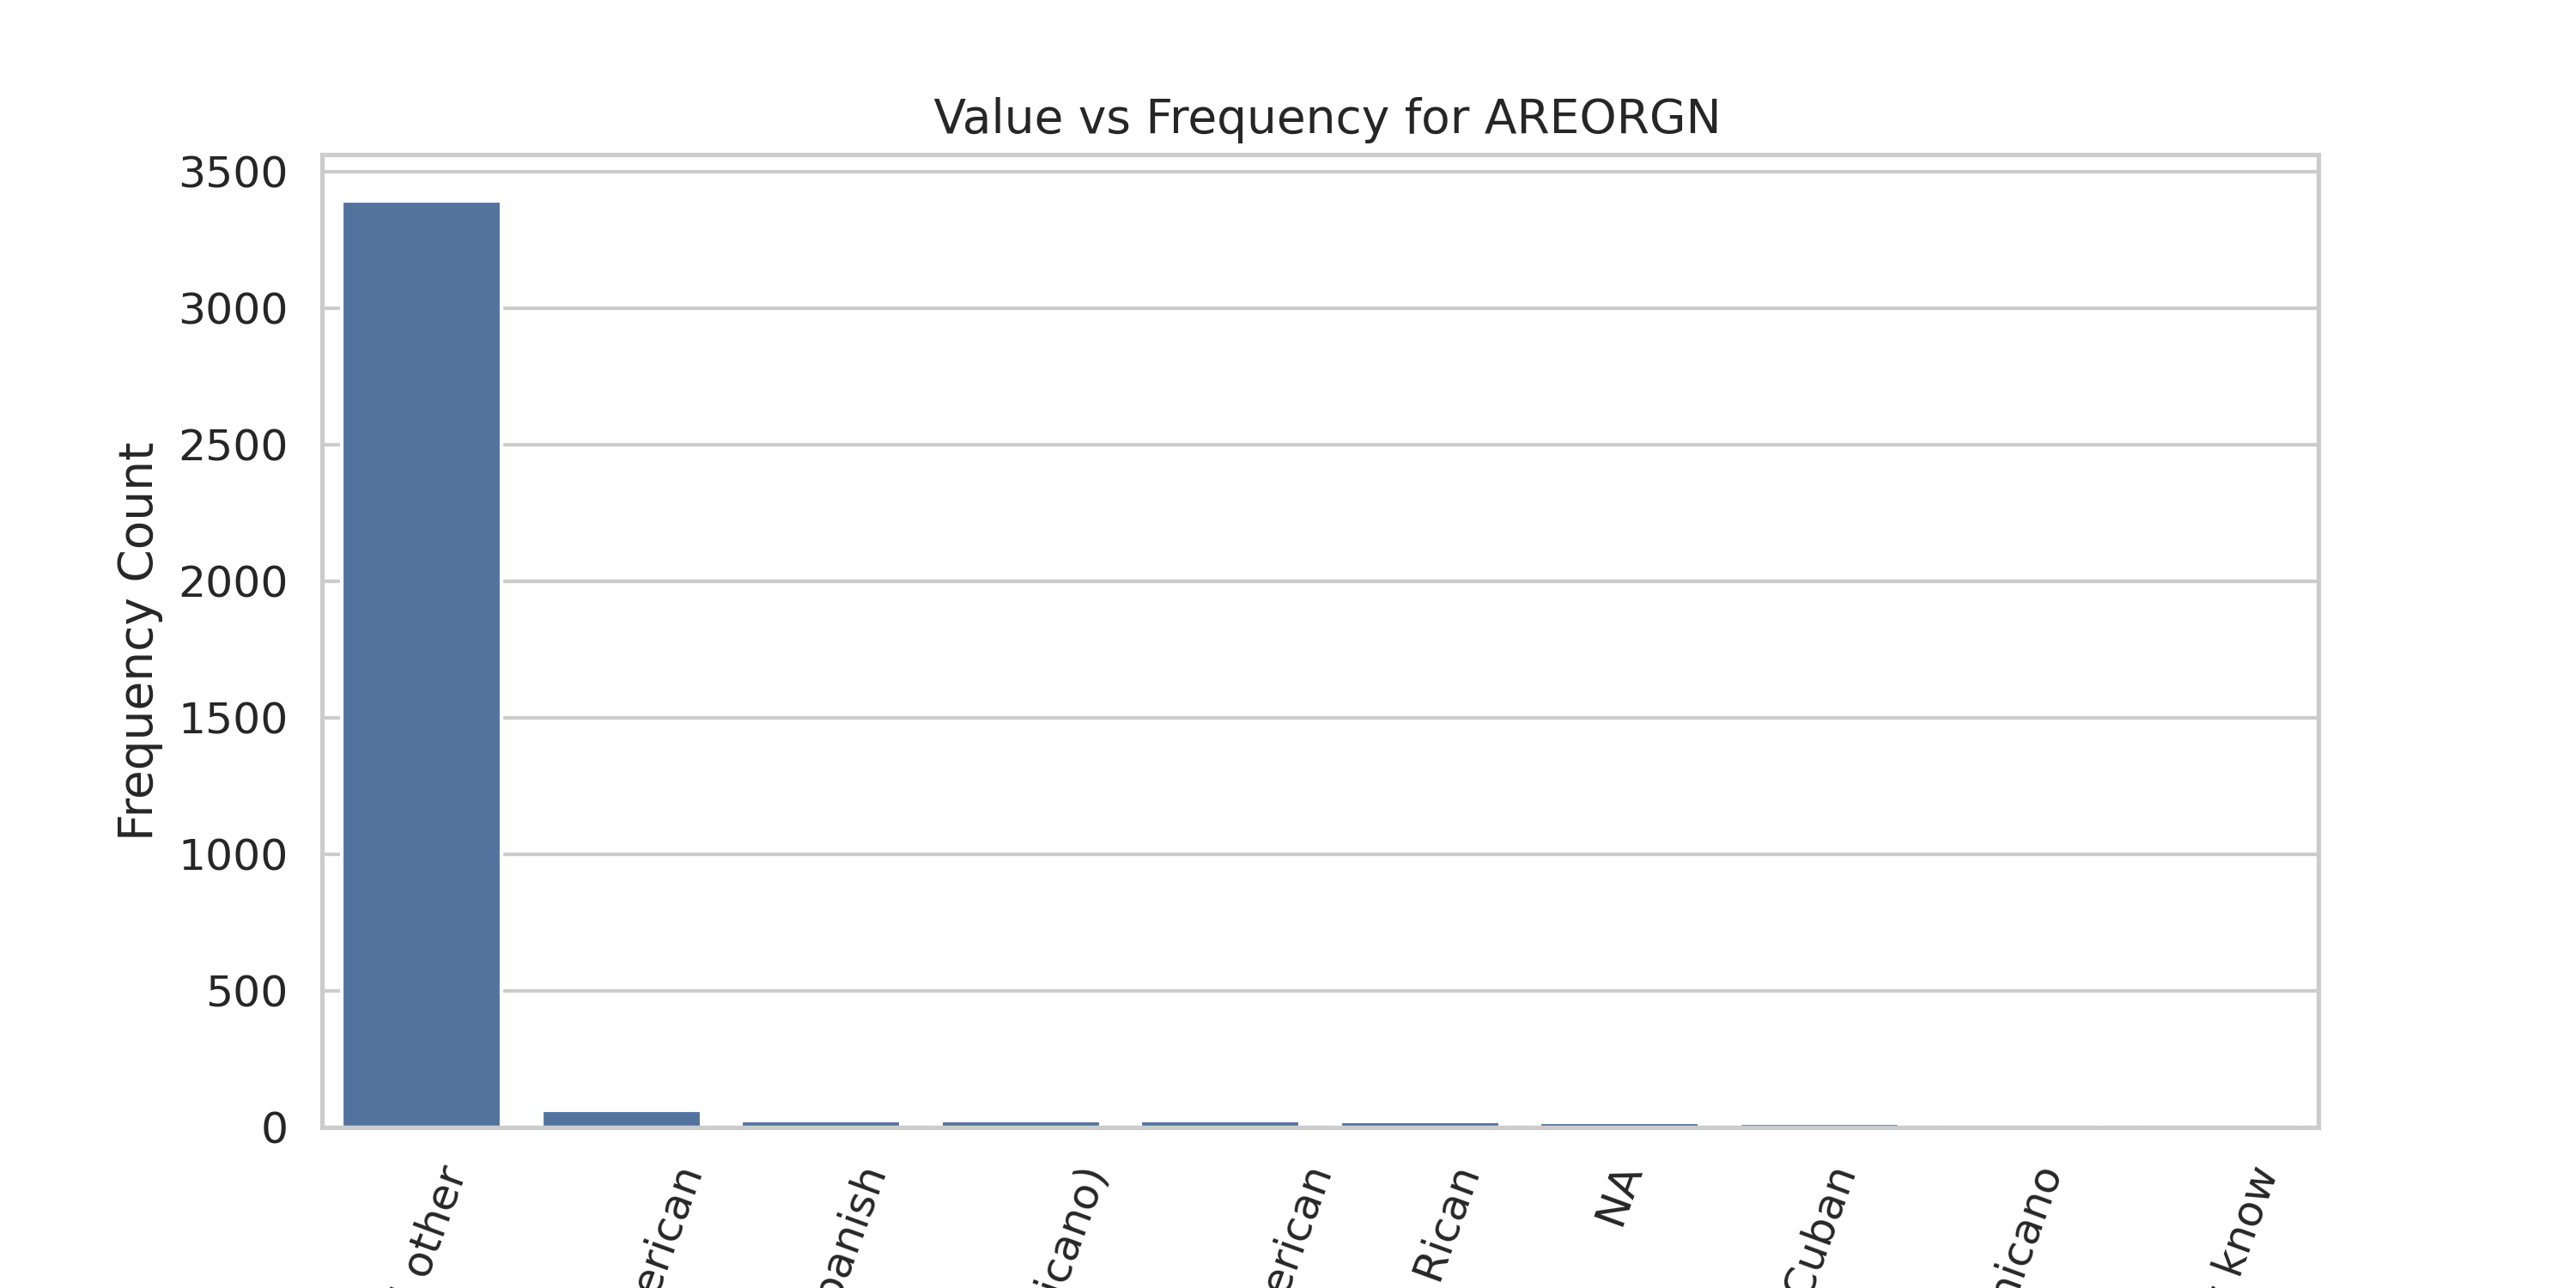 Value vs Frequency for AREORGN
3500
3000
2500
2000
1500
1000
500
0
Frequency Count
other
erican
panish
icano)
erican
Rican
NA
Cuban
nicano
know